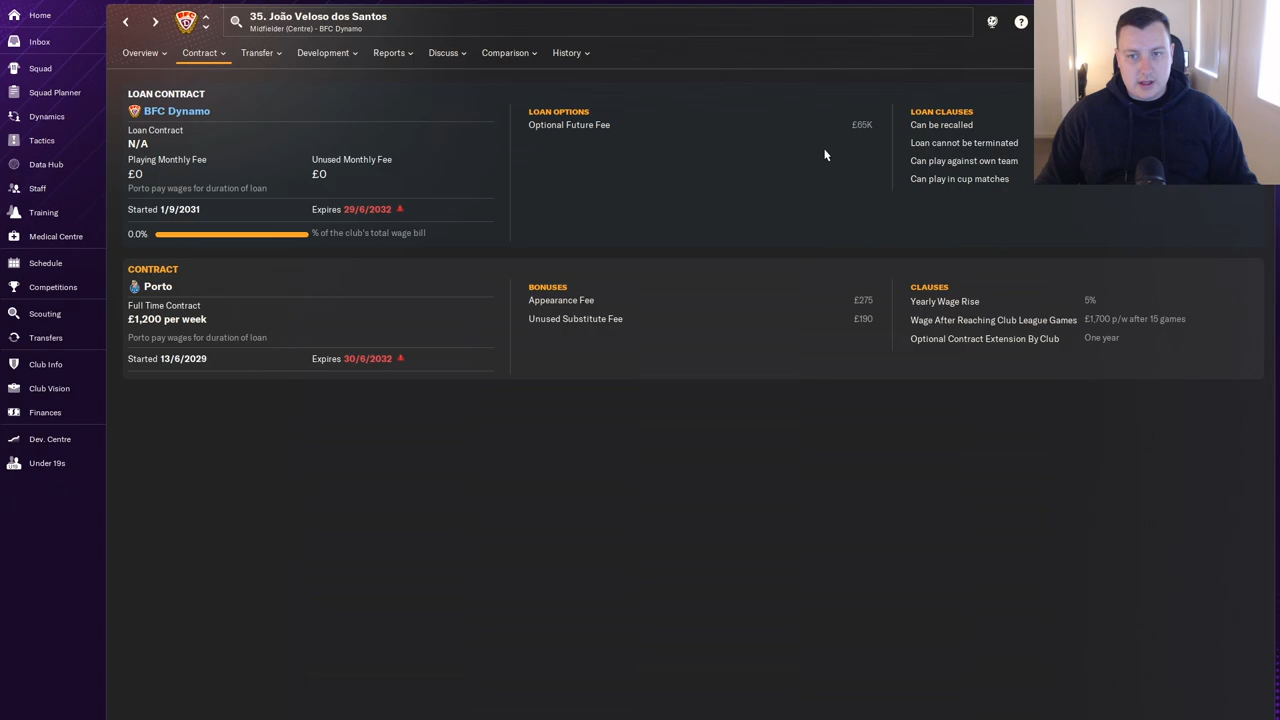 Home
Inbox
Squad
Squad Planner
Dynamics
Tactics
Data Hub
Staff
Training
Medical Centre
Schedule
Competitions
Scouting
Transfers
Club Info
Club Vision
Finances
Dev. Centre
Under 19s
35. João Veloso dos Santos
Midfielder (Centre) - BFC Dynamo
Overview
Contract
Transfer
Development
Reports
Discuss
Comparison
History
LOAN CONTRACT
BFC Dynamo
Loan Contract
N/A
Playing Monthly Fee Unused Monthly Fee
£0 £0
Porto pay wages for duration of loan
Started 1/9/2031 Expires 29/6/2032
0.0% % of the club's total wage bill
LOAN OPTIONS
Optional Future Fee £65K
LOAN CLAUSES
Can be recalled
Loan cannot be terminated
Can play against own team
Can play in cup matches
CONTRACT
Porto
Full Time Contract
£1,200 per week
Porto pay wages for duration of loan
Started 13/6/2029 Expires 30/6/2032
BONUSES
Appearance Fee £275
Unused Substitute Fee £190
CLAUSES
Yearly Wage Rise 5%
Wage After Reaching Club League Games £1,700 p/w after 15 games
Optional Contract Extension By Club One year